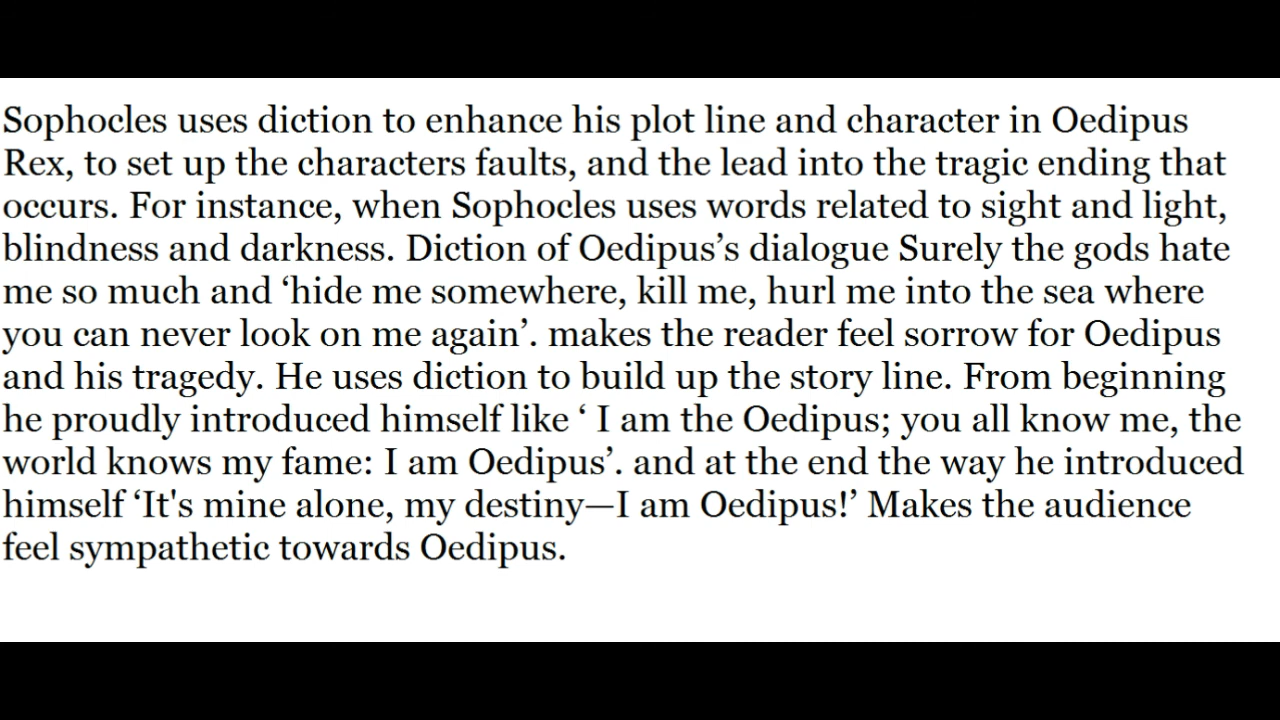 Sophocles uses diction to enhance his plot line and character in Oedipus
Rex, to set up the characters faults, and the lead into the tragic ending that
occurs. For instance, when Sophocles uses words related to sight and light,
blindness and darkness. Diction of Oedipus’s dialogue Surely the gods hate
me so much and ‘hide me somewhere, kill me, hurl me into the sea where
you can never look on me again’. makes the reader feel sorrow for Oedipus
and his tragedy. He uses diction to build up the story line. From beginning
he proudly introduced himself like ‘ I am the Oedipus; you all know me, the
world knows my fame: I am Oedipus’. and at the end the way he introduced
himself ‘It's mine alone, my destiny—I am Oedipus!’ Makes the audience
feel sympathetic towards Oedipus.